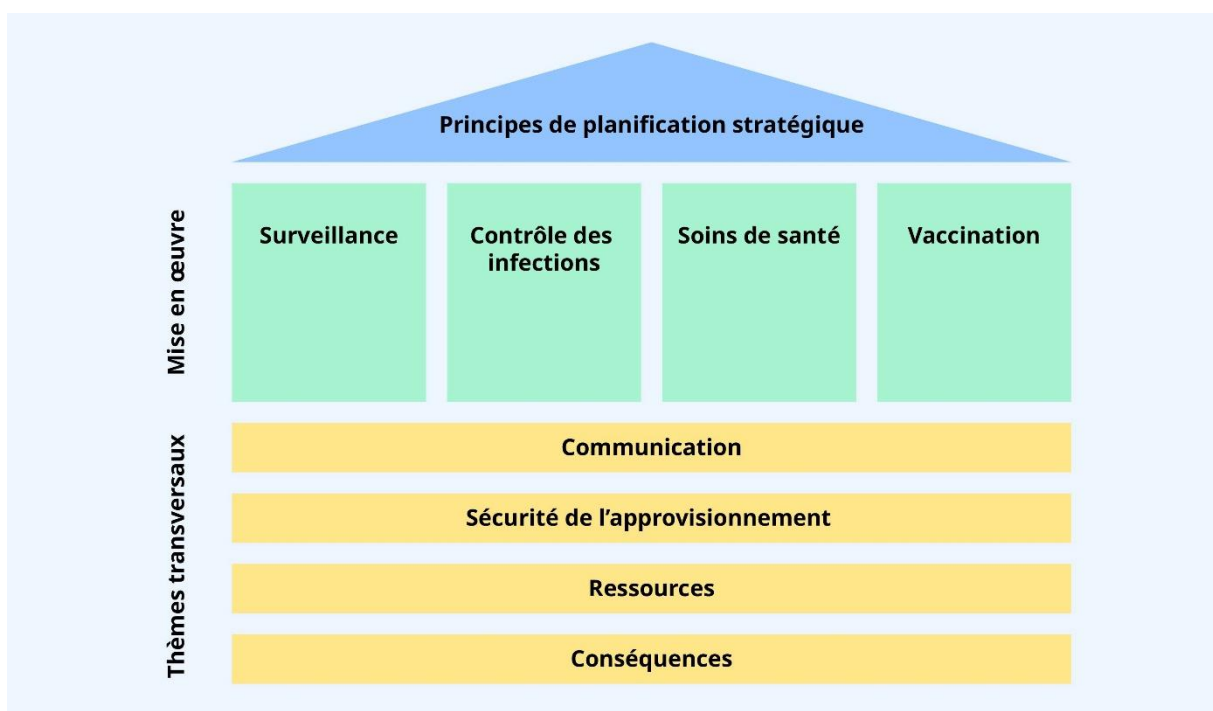 Principes de planification stratégique
Mise en œuvre
Surveillance
Contrôle des
infections
Soins de santé
Vaccination
Thèmes transversaux
Communication
Sécurité de l’approvisionnement
Ressources
Conséquences